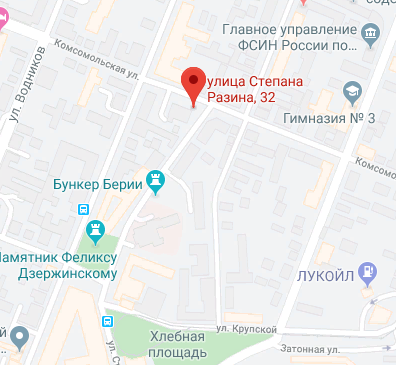 Главное управление
ФСИН России по...
Комсомольская ул.
ул. Водников
улица Степана
Разина, 32
Гимназия № 3
Комсомо
Бункер Берии
Памятник Феликсу
Дзержинскому
ЛУКОЙЛ
ул. Крупской
Хлебная
площадь
Затонная ул.
ул. С
й